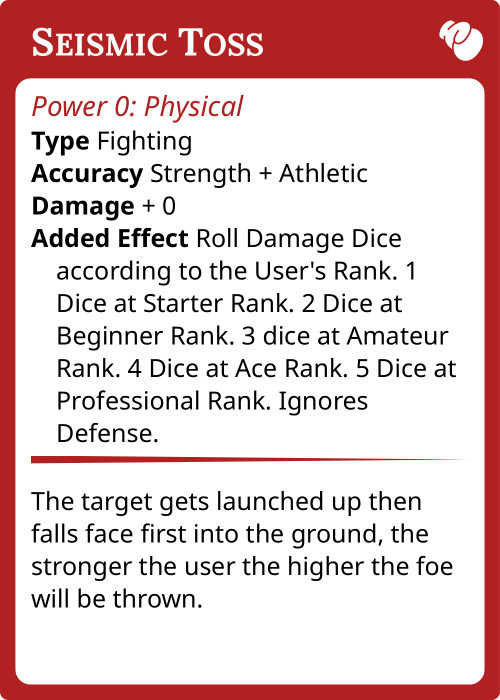 Seismic Toss
Power 0: Physical
Type Fighting
Accuracy Strength + Athletic
Damage + 0
Added Effect Roll Damage Dice
according to the User's Rank. 1
Dice at Starter Rank. 2 Dice at
Beginner Rank. 3 dice at Amateur
Rank. 4 Dice at Ace Rank. 5 Dice at
Professional Rank. Ignores
Defense.
The target gets launched up then
falls face first into the ground, the
stronger the user the higher the foe
will be thrown.